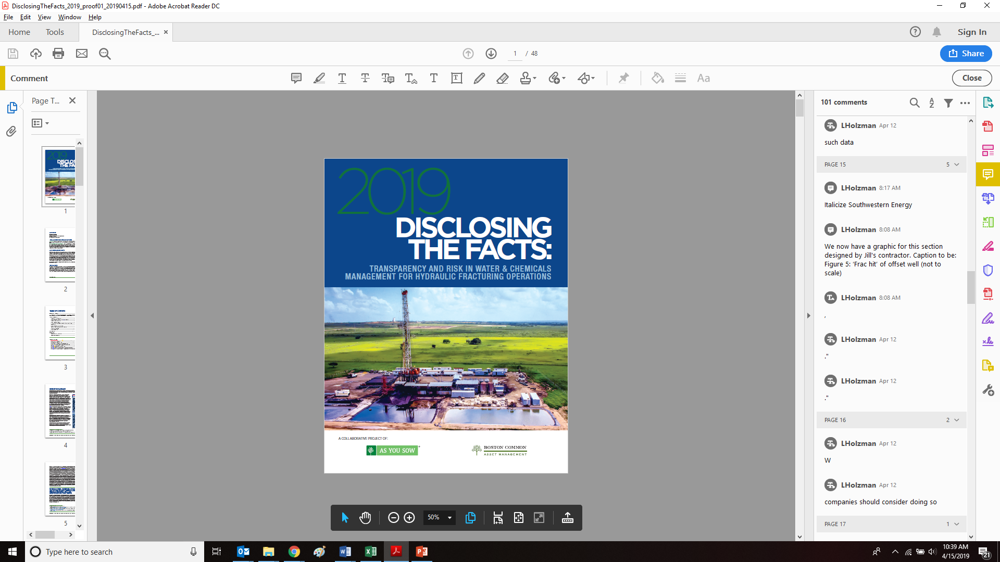 DisclosingTheFacts_2019_proof01_20190415.pdf - Adobe Acrobat Reader DC
File Edit View Window Help
Home Tools DisclosingTheFacts_...
Sign In
1 / 48
Share
Comment
Close
Page T...
1
2
TABLE OF CONTENTS
3
4
5
2019
DISCLOSING
THE FACTS:
TRANSPARENCY AND RISK IN WATER & CHEMICALS
MANAGEMENT FOR HYDRAULIC FRACTURING OPERATIONS
A COLLABORATIVE PROJECT OF:
AS YOU SOW
BOSTON COMMON
ASSET MANAGEMENT
50%
101 comments
LHolzman Apr 12
such data
PAGE 15 5
LHolzman 8:17 AM
Italicize Southwestern Energy
LHolzman 8:08 AM
We now have a graphic for this section
designed by Jill's contractor. Caption to be:
Figure 5: 'Frac hit' of offset well (not to
scale)
LHolzman 8:08 AM
,
LHolzman Apr 12
."
LHolzman Apr 12
."
PAGE 16 2
LHolzman Apr 12
W
LHolzman Apr 12
companies should consider doing so
PAGE 17 1
Type here to search
10:39 AM
4/15/2019
21